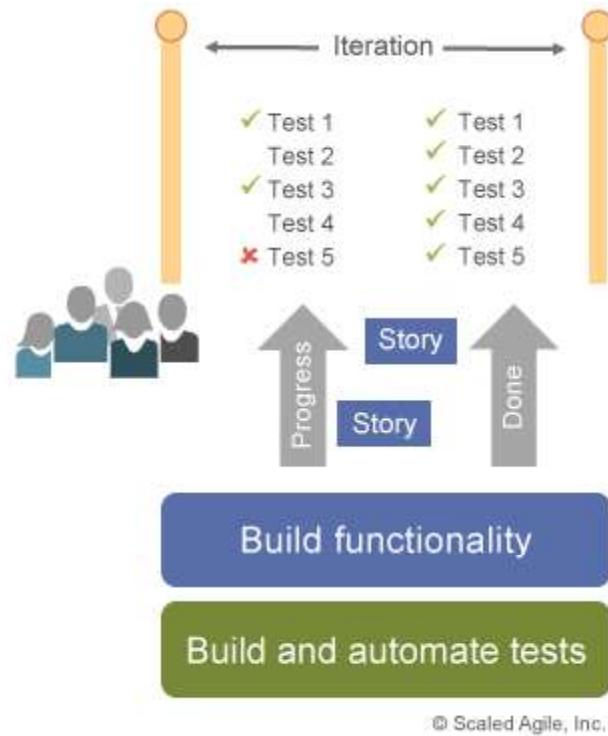 Iteration
✓ Test 1
Test 2
✓ Test 3
Test 4
✘ Test 5
✓ Test 1
✓ Test 2
✓ Test 3
✓ Test 4
✓ Test 5
Progress
Story
Story
Done
Build functionality
Build and automate tests
© Scaled Agile, Inc.